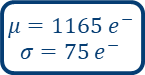 μ = 1165 e⁻
σ = 75 e⁻